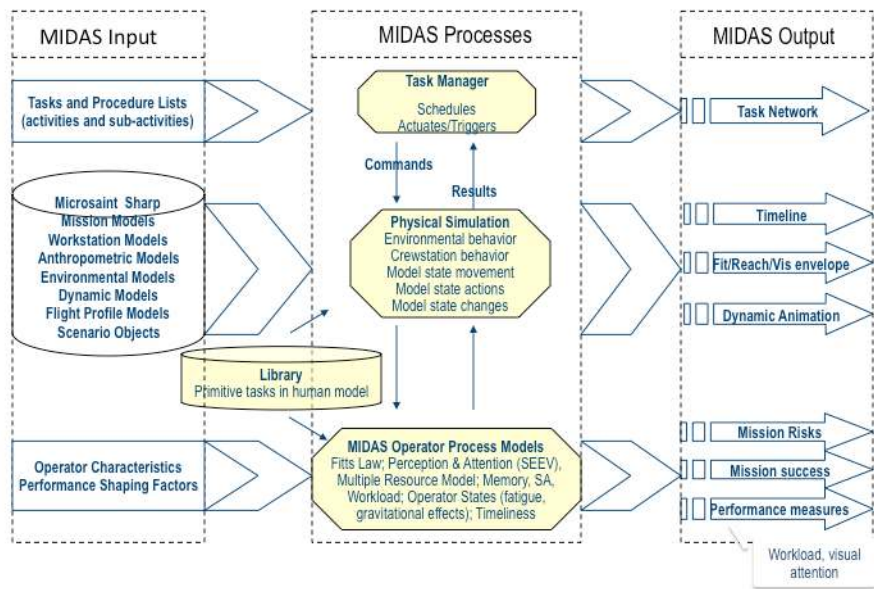 MIDAS Input
MIDAS Processes
MIDAS Output
Tasks and Procedure Lists
(activities and sub-activities)
Task Manager
Schedules
Actuates/Triggers
Task Network
Commands
Results
Microsaint Sharp
Mission Models
Workstation Models
Anthropometric Models
Environmental Models
Dynamic Models
Flight Profile Models
Scenario Objects
Physical Simulation
Environmental behavior
Crewstation behavior
Model state movement
Model state actions
Model state changes
Timeline
Fit/Reach/Vis envelope
Dynamic Animation
Library
Primitive tasks in human model
Operator Characteristics
Performance Shaping Factors
MIDAS Operator Process Models
Fitts Law; Perception & Attention (SEEV),
Multiple Resource Model; Memory, SA,
Workload; Operator States (fatigue,
gravitational effects); Timeliness
Mission Risks
Mission success
Performance measures
Workload, visual
attention